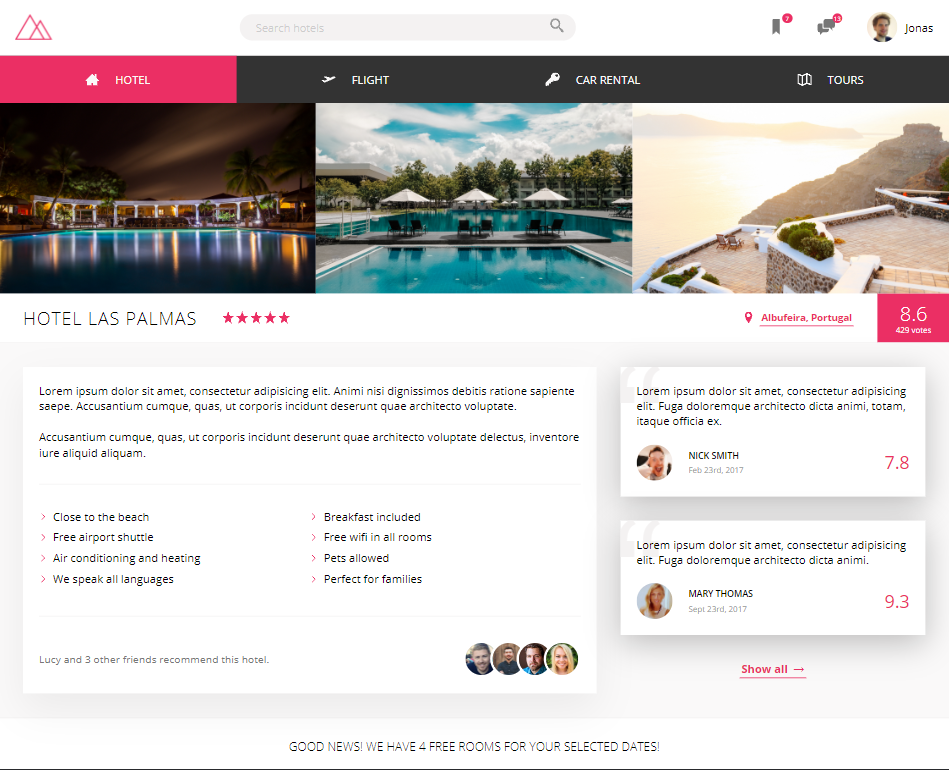 Search hotels
7
13
Jonas
HOTEL
FLIGHT
CAR RENTAL
TOURS
HOTEL LAS PALMAS
Albufeira, Portugal
8.6
429 votes
Lorem ipsum dolor sit amet, consectetur adipisicing elit. Animi nisi dignissimos debitis ratione sapiente
saepe. Accusantium cumque, quas, ut corporis incidunt deserunt quae architecto voluptate.
Accusantium cumque, quas, ut corporis incidunt deserunt quae architecto voluptate delectus, inventore
iure aliquid aliquam.
Close to the beach
Free airport shuttle
Air conditioning and heating
We speak all languages
Breakfast included
Free wifi in all rooms
Pets allowed
Perfect for families
Lucy and 3 other friends recommend this hotel.
Lorem ipsum dolor sit amet, consectetur adipisicing
elit. Fuga doloremque architecto dicta animi, totam,
itaque officia ex.
NICK SMITH
Feb 23rd, 2017
7.8
Lorem ipsum dolor sit amet, consectetur adipisicing
elit. Fuga doloremque architecto dicta animi.
MARY THOMAS
Sept 23rd, 2017
9.3
Show all →
GOOD NEWS! WE HAVE 4 FREE ROOMS FOR YOUR SELECTED DATES!